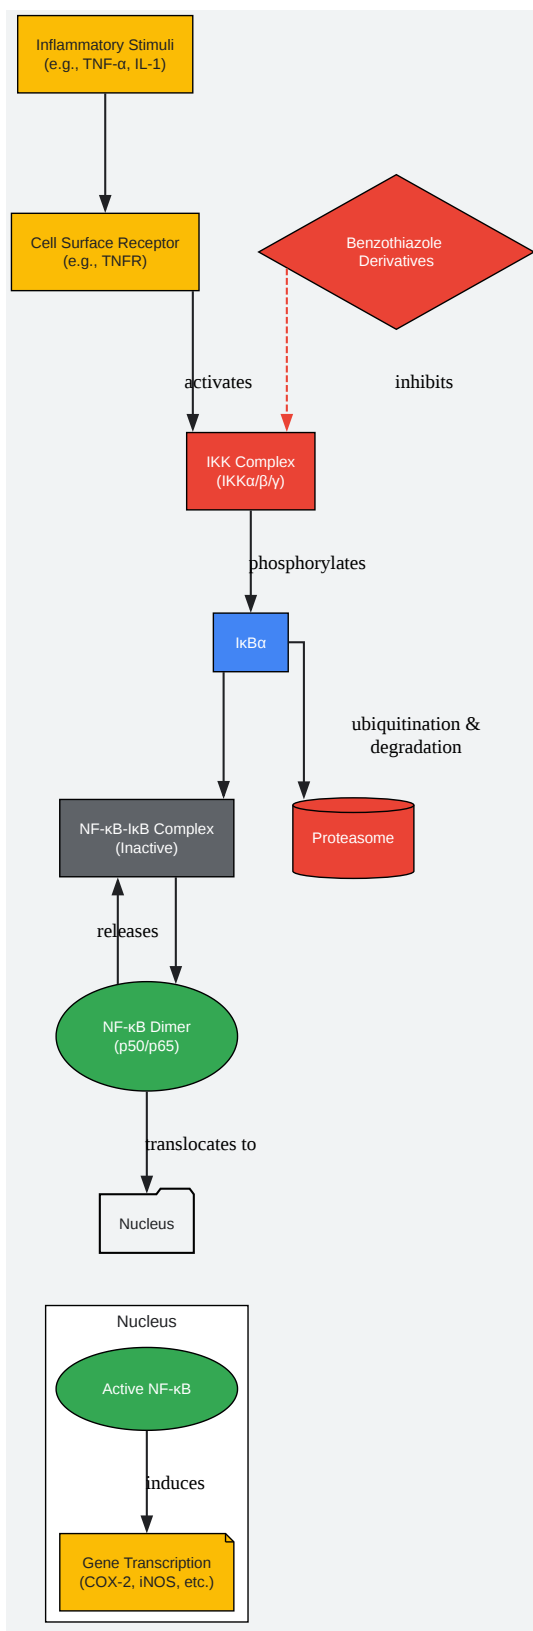 Inflammatory Stimuli
(e.g., TNF-α, IL-1)
Cell Surface Receptor
(e.g., TNFR)
Benzothiazole
Derivatives
activates
inhibits
IKK Complex
(IKKα/β/γ)
phosphorylates
IκBα
ubiquitination &
degradation
NF-κB-IκB Complex
(Inactive)
Proteasome
releases
NF-κB Dimer
(p50/p65)
translocates to
Nucleus
Nucleus
Active NF-κB
induces
Gene Transcription
(COX-2, iNOS, etc.)